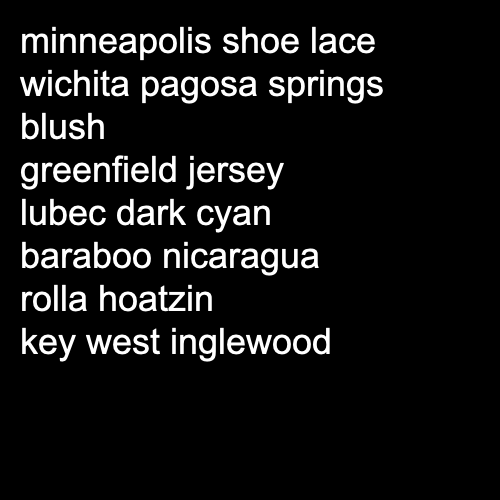 minneapolis shoe lace
wichita pagosa springs
blush
greenfield jersey
lubec dark cyan
baraboo nicaragua
rolla hoatzin
key west inglewood